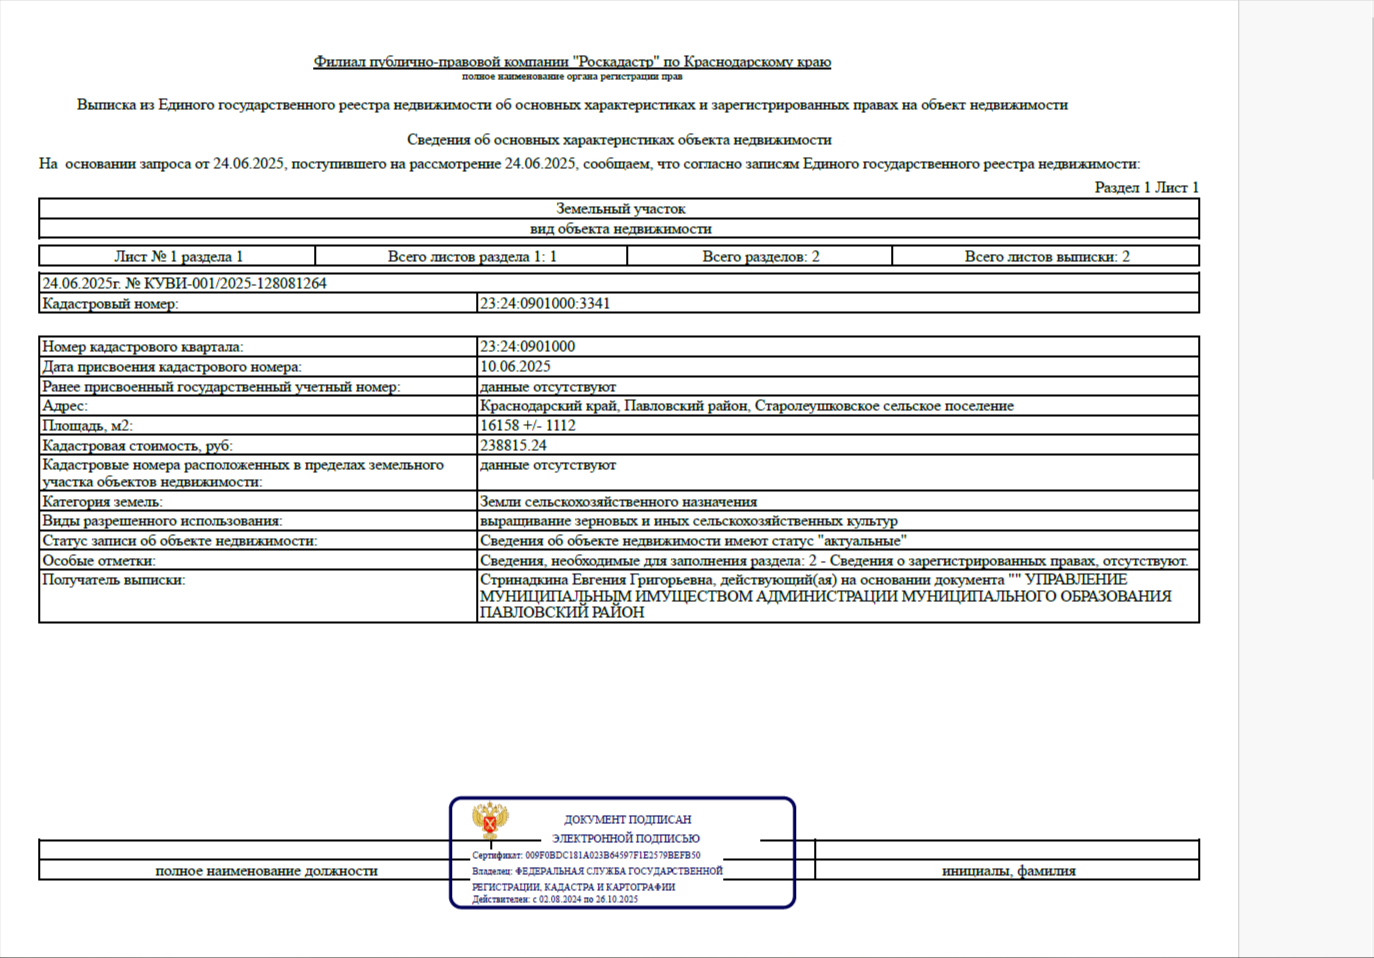 Филиал публично-правовой компании "Роскадастр" по Краснодарскому краю
полное наименование органа регистрации прав
Выписка из Единого государственного реестра недвижимости об основных характеристиках и зарегистрированных правах на объект недвижимости
Сведения об основных характеристиках объекта недвижимости
На основании запроса от 24.06.2025, поступившего на рассмотрение 24.06.2025, сообщаем, что согласно записям Единого государственного реестра недвижимости:
Раздел 1 Лист 1
Земельный участок
вид объекта недвижимости
Лист № 1 раздела 1 Всего листов раздела 1: 1 Всего разделов: 2 Всего листов выписки: 2
24.06.2025г. № КУВИ-001/2025-128081264
Кадастровый номер: 23:24:0901000:3341
Номер кадастрового квартала: 23:24:0901000
Дата присвоения кадастрового номера: 10.06.2025
Ранее присвоенный государственный учетный номер: данные отсутствуют
Адрес: Краснодарский край, Павловский район, Старолеушковское сельское поселение
Площадь, м2: 16158 +/- 1112
Кадастровая стоимость, руб: 238815.24
Кадастровые номера расположенных в пределах земельного данные отсутствуют
участка объектов недвижимости:
Категория земель: Земли сельскохозяйственного назначения
Виды разрешенного использования: выращивание зерновых и иных сельскохозяйственных культур
Статус записи об объекте недвижимости: Сведения об объекте недвижимости имеют статус "актуальные"
Особые отметки: Сведения, необходимые для заполнения раздела: 2 - Сведения о зарегистрированных правах, отсутствуют.
Получатель выписки: Стринадкина Евгения Григорьевна, действующий(ая) на основании документа "" УПРАВЛЕНИЕ
МУНИЦИПАЛЬНЫМ ИМУЩЕСТВОМ АДМИНИСТРАЦИИ МУНИЦИПАЛЬНОГО ОБРАЗОВАНИЯ
ПАВЛОВСКИЙ РАЙОН
ДОКУМЕНТ ПОДПИСАН
ЭЛЕКТРОННОЙ ПОДПИСЬЮ
Сертификат: 009F0BDC181A023B64597F1E2579BEFB50
Владелец: ФЕДЕРАЛЬНАЯ СЛУЖБА ГОСУДАРСТВЕННОЙ
РЕГИСТРАЦИИ, КАДАСТРА И КАРТОГРАФИИ
Действителен: с 02.08.2024 по 26.10.2025
полное наименование должности
инициалы, фамилия